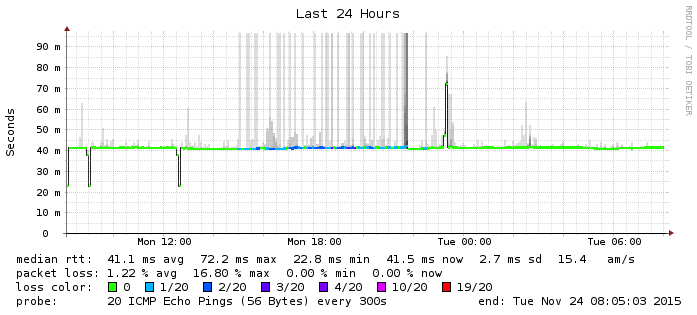 Last 24 Hours
RRDTOOL / TOBI OETIKER
Seconds
90 m
80 m
70 m
60 m
50 m
40 m
30 m
20 m
10 m
0
Mon 12:00 Mon 18:00 Tue 00:00 Tue 06:00
median rtt: 41.1 ms avg 72.2 ms max 22.8 ms min 41.5 ms now 2.7 ms sd 15.4 am/s
packet loss: 1.22 % avg 16.80 % max 0.00 % min 0.00 % now
loss color: 0 1/20 2/20 3/20 4/20 10/20 19/20
probe: 20 ICMP Echo Pings (56 Bytes) every 300s end: Tue Nov 24 08:05:03 2015